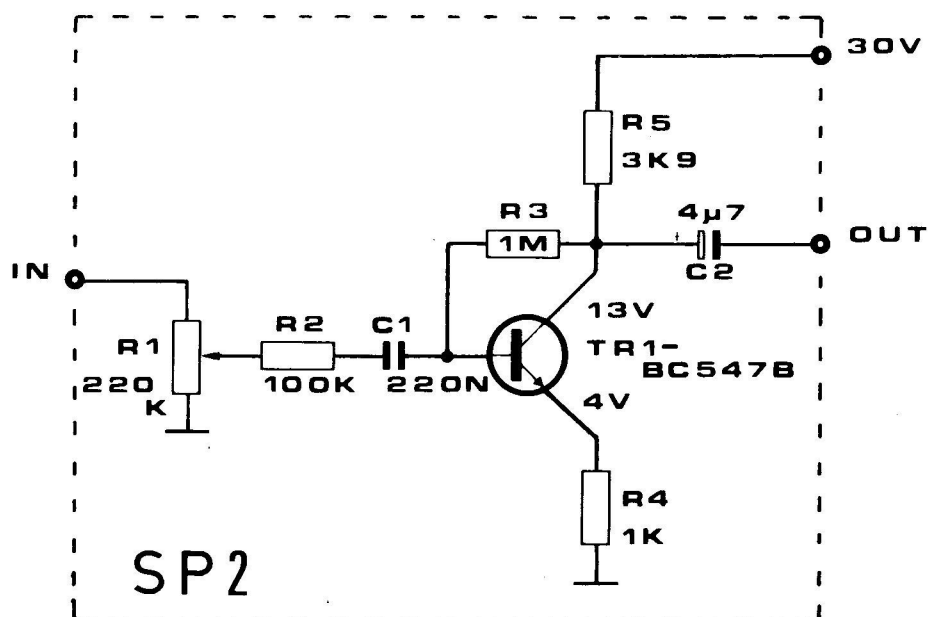 30V
R5
3K9
R3
1M
4µ7
C2
OUT
IN
R1
220
K
R2
100K
C1
220N
13V
TR1-
BC547B
4V
R4
1K
SP2